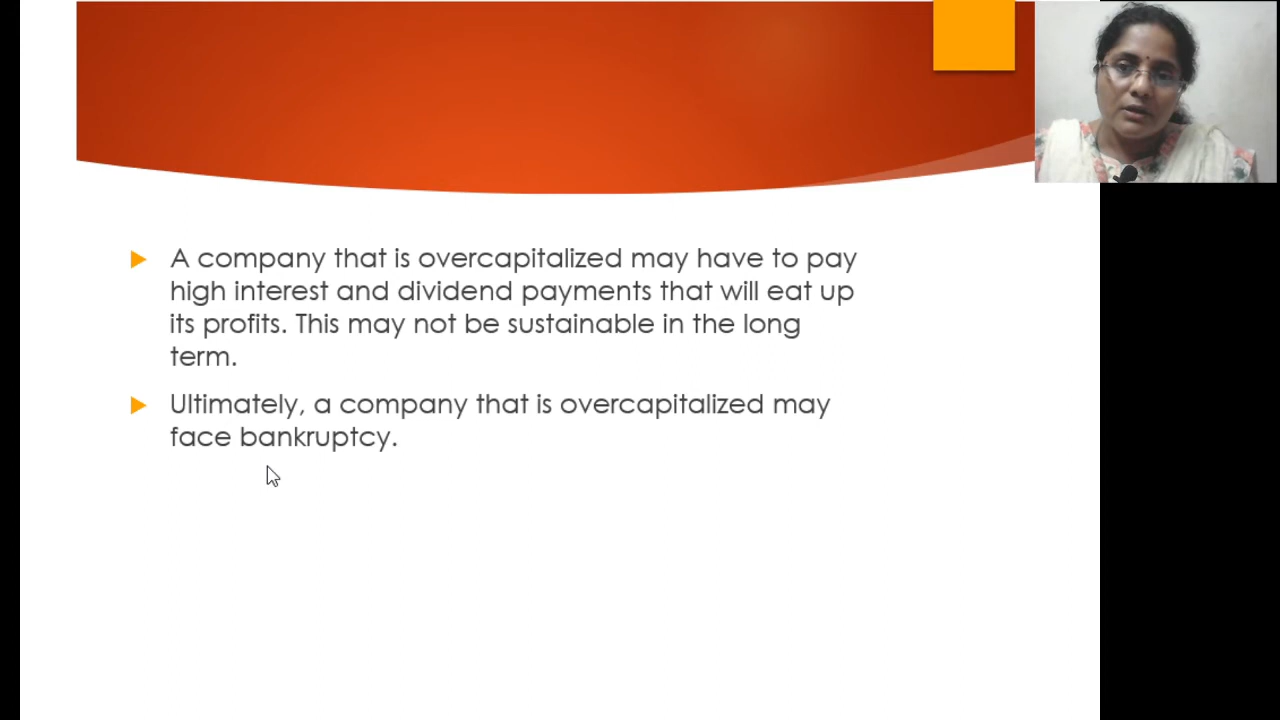 A company that is overcapitalized may have to pay
high interest and dividend payments that will eat up
its profits. This may not be sustainable in the long
term.
Ultimately, a company that is overcapitalized may
face bankruptcy.